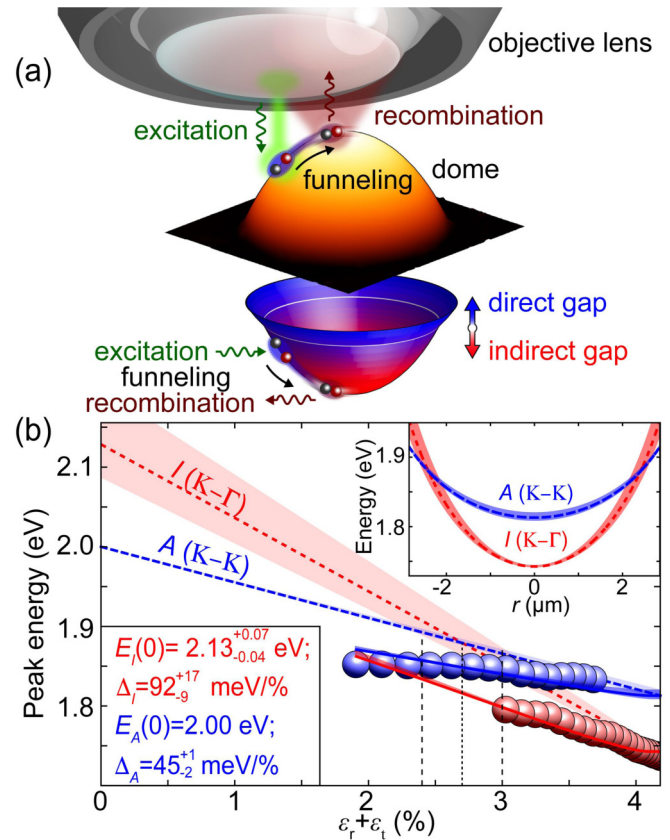 (a)
objective lens
excitation
recombination
funneling
dome
direct gap
indirect gap
excitation
funneling
recombination
(b)
Peak energy (eV)
2.1
2.0
1.9
1.8
I (K–Γ)
A (K–K)
E_I(0)= 2.13 +0.07 -0.04 eV;
Δ_I=92 +17 -9 meV/%
E_A(0)=2.00 eV;
Δ_A=45 +1 -2 meV/%
0 1 2 3 4
ε_r+ε_t (%)
Energy (eV)
1.9
1.8
A (K–K)
I (K–Γ)
-2 0 2
r (μm)